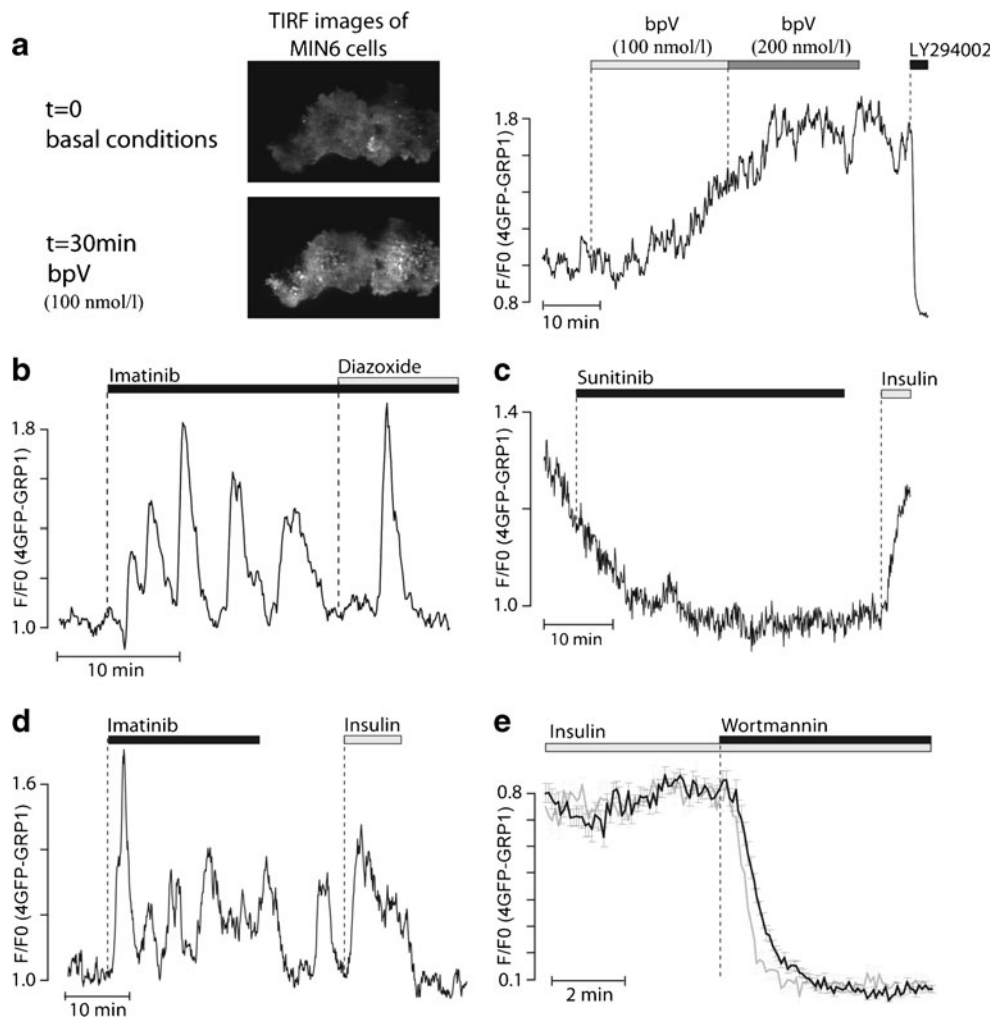 a
TIRF images of
MIN6 cells
t=0
basal conditions
t=30min
bpV
(100 nmol/l)
bpV
(100 nmol/l)
bpV
(200 nmol/l)
LY294002
F/F0 (4GFP-GRP1)
1.8
0.8
10 min
b
Imatinib
Diazoxide
F/F0 (4GFP-GRP1)
1.8
1.0
10 min
c
Sunitinib
Insulin
F/F0 (4GFP-GRP1)
1.4
1.0
10 min
d
Imatinib
Insulin
F/F0 (4GFP-GRP1)
1.6
1.0
10 min
e
Insulin
Wortmannin
F/F0 (4GFP-GRP1)
0.8
0.1
2 min